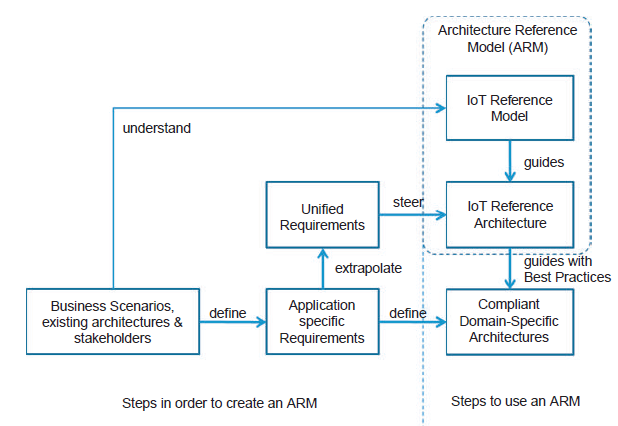 Architecture Reference
Model (ARM)
IoT Reference
Model
understand
guides
Unified
Requirements
steer
IoT Reference
Architecture
extrapolate
guides with
Best Practices
Business Scenarios,
existing architectures &
stakeholders
define
Application
specific
Requirements
define
Compliant
Domain-Specific
Architectures
Steps in order to create an ARM
Steps to use an ARM